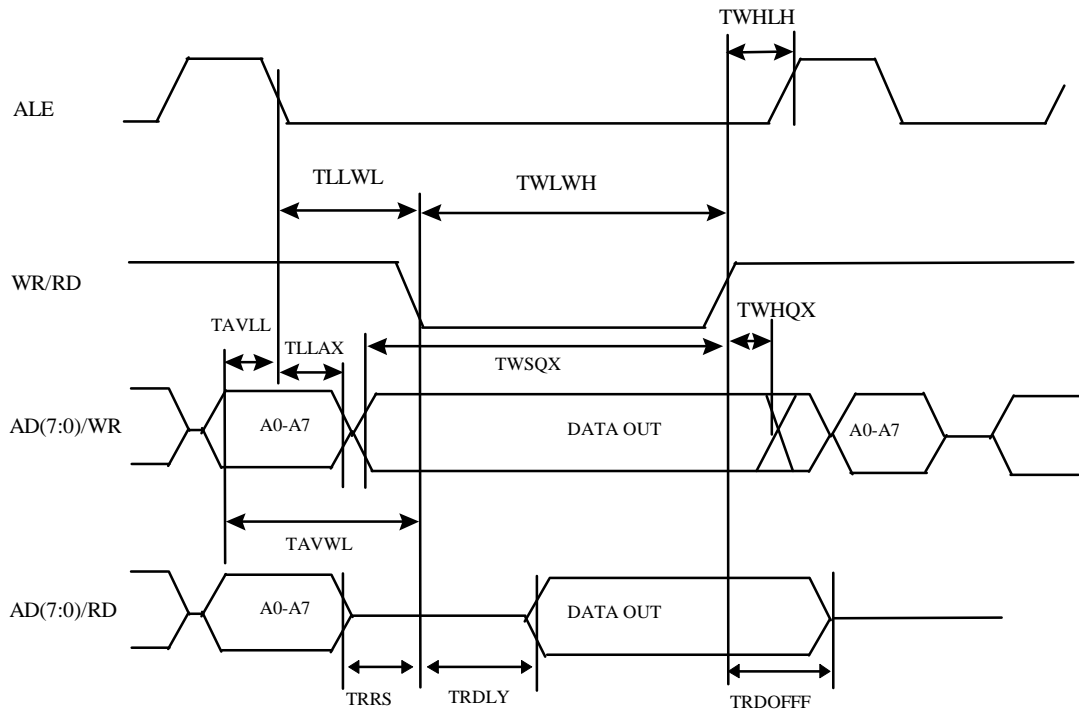 TWHLH
ALE
TLLWL
TWLWH
WR/RD
TAVLL
TWHQX
TLLAX
TWSQX
AD(7:0)/WR
A0-A7
DATA OUT
A0-A7
TAVWL
AD(7:0)/RD
A0-A7
DATA OUT
TRRS
TRDLY
TRDOFFF